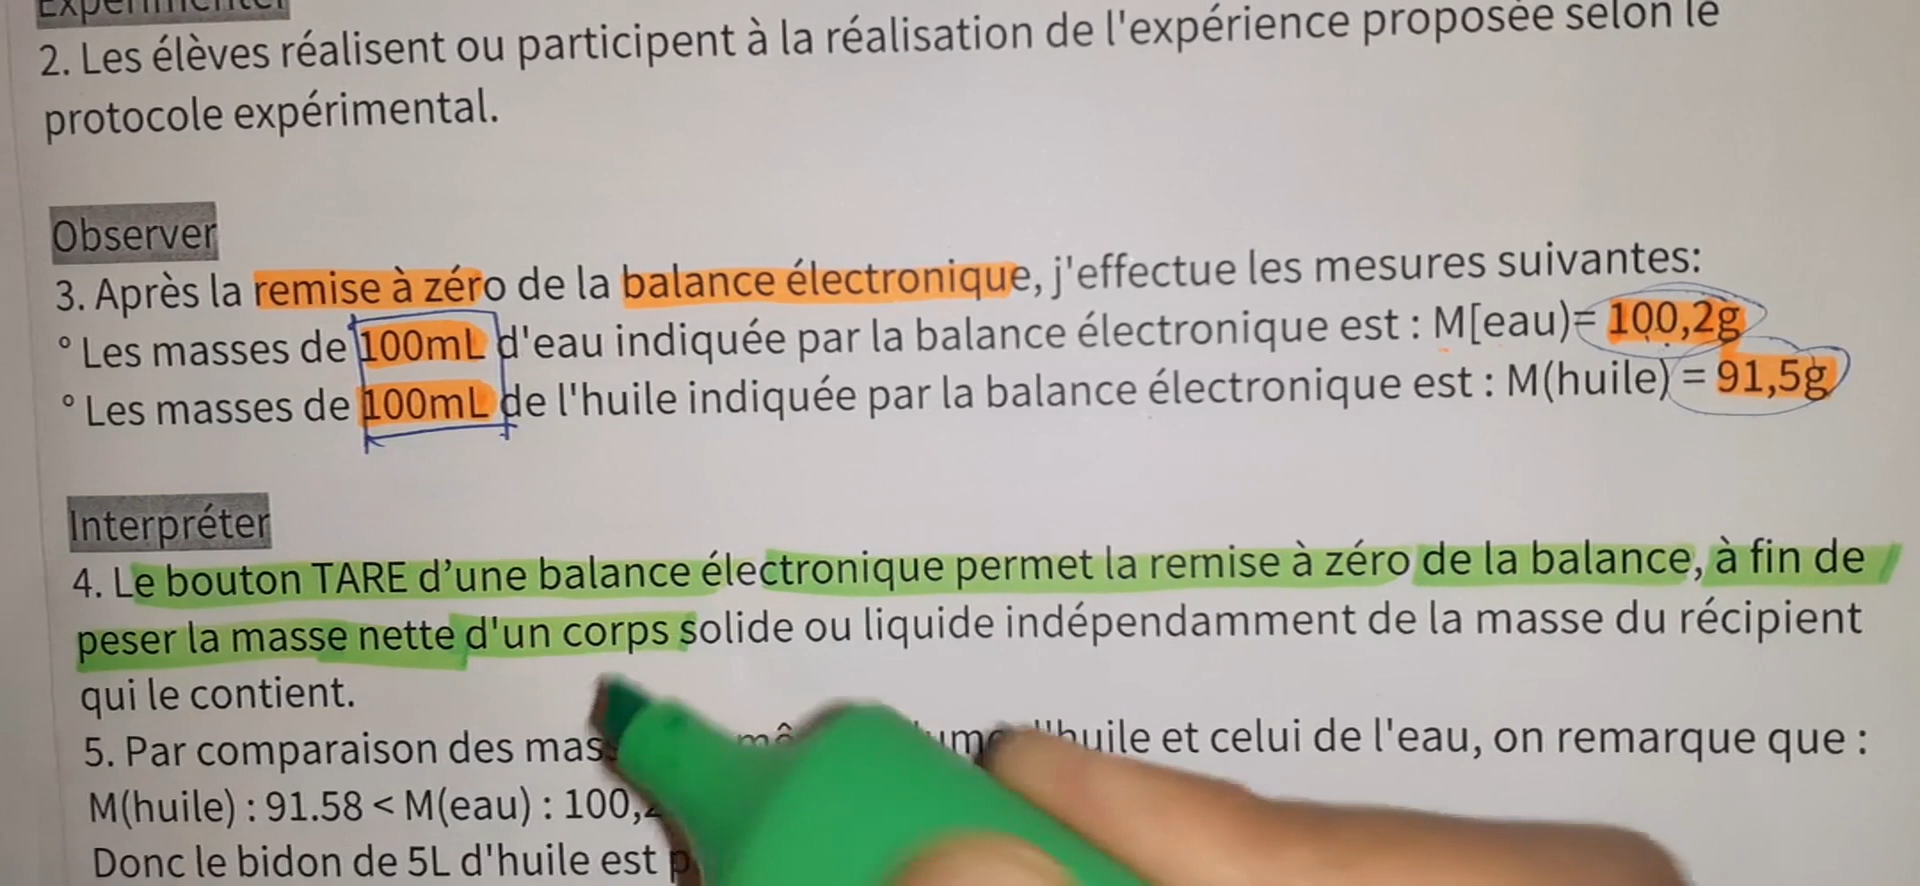 Expérimenter
2. Les élèves réalisent ou participent à la réalisation de l'expérience proposée selon le
protocole expérimental.
Observer
3. Après la remise à zéro de la balance électronique, j'effectue les mesures suivantes:
° Les masses de 100mL d'eau indiquée par la balance électronique est : M[eau)= 100,2g
° Les masses de 100mL de l'huile indiquée par la balance électronique est : M(huile) = 91,5g
Interpréter
4. Le bouton TARE d’une balance électronique permet la remise à zéro de la balance, à fin de
peser la masse nette d'un corps solide ou liquide indépendamment de la masse du récipient
qui le contient.
5. Par comparaison des huile et celui de l'eau, on remarque que :
M(huile) : 91.58 < M(eau) : 100,
Donc le bidon de 5L d'huile est